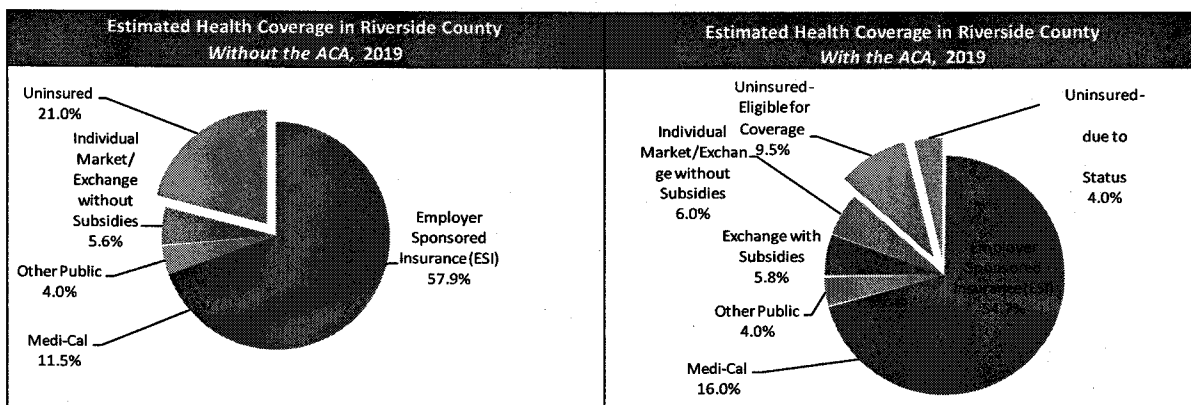 Estimated Health Coverage in Riverside County
Without the ACA, 2019
Uninsured
21.0%
Individual
Market/
Exchange
without
Subsidies
5.6%
Other Public
4.0%
Medi-Cal
11.5%
Employer
Sponsored
Insurance (ESI)
57.9%
Estimated Health Coverage in Riverside County
With the ACA, 2019
Uninsured-
Eligible for
Coverage
9.5%
Uninsured-
due to
Status
4.0%
Individual
Market/Exchan
ge without
Subsidies
6.0%
Exchange with
Subsidies
5.8%
Other Public
4.0%
Medi-Cal
16.0%
Employer
Sponsored
Insurance (ESI)